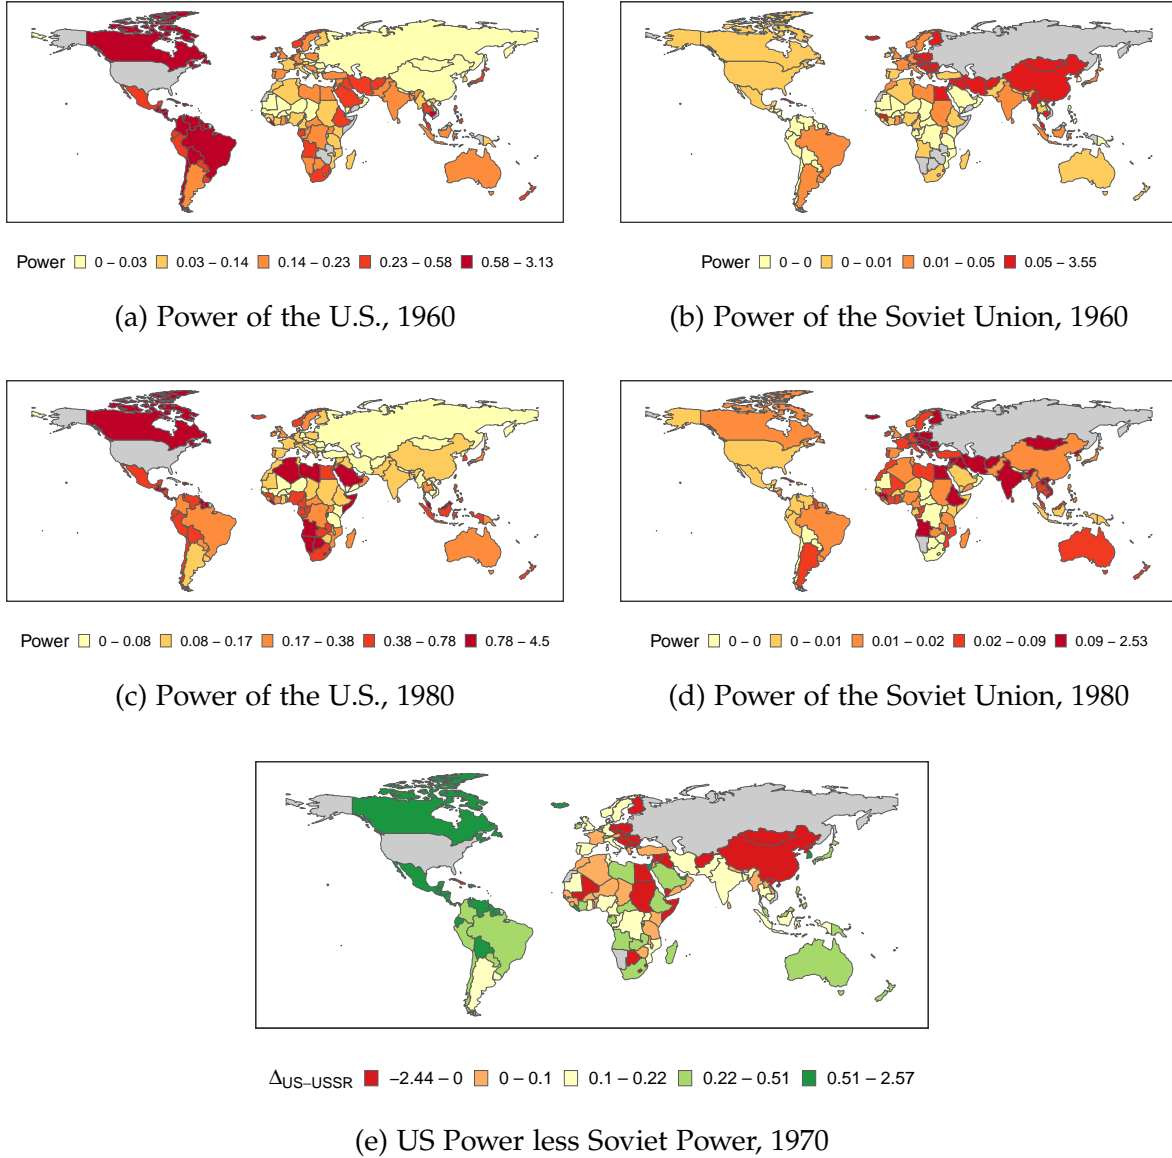 Power 0 – 0.03 0.03 – 0.14 0.14 – 0.23 0.23 – 0.58 0.58 – 3.13
(a) Power of the U.S., 1960
Power 0 – 0 0 – 0.01 0.01 – 0.05 0.05 – 3.55
(b) Power of the Soviet Union, 1960
Power 0 – 0.08 0.08 – 0.17 0.17 – 0.38 0.38 – 0.78 0.78 – 4.5
(c) Power of the U.S., 1980
Power 0 – 0 0 – 0.01 0.01 – 0.02 0.02 – 0.09 0.09 – 2.53
(d) Power of the Soviet Union, 1980
ΔUS–USSR −2.44 – 0 0 – 0.1 0.1 – 0.22 0.22 – 0.51 0.51 – 2.57
(e) US Power less Soviet Power, 1970